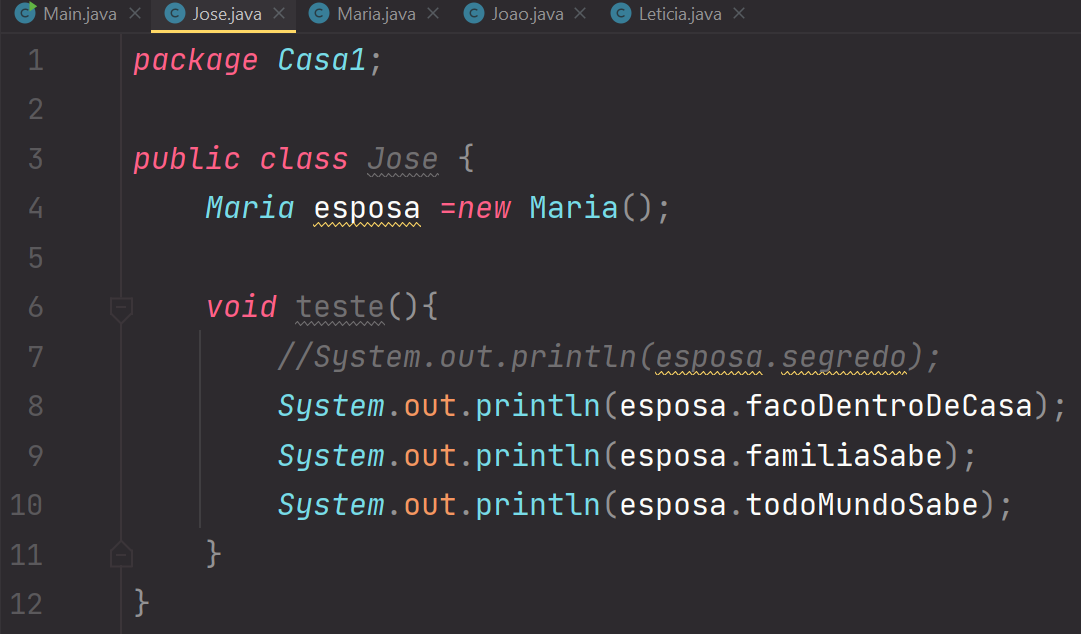 Main.java Jose.java Maria.java Joao.java Leticia.java
1 package Casa1;
2
3 public class Jose {
4 Maria esposa =new Maria();
5
6 void teste(){
7 //System.out.println(esposa.segredo);
8 System.out.println(esposa.facoDentroDeCasa);
9 System.out.println(esposa.familiaSabe);
10 System.out.println(esposa.todoMundoSabe);
11 }
12 }